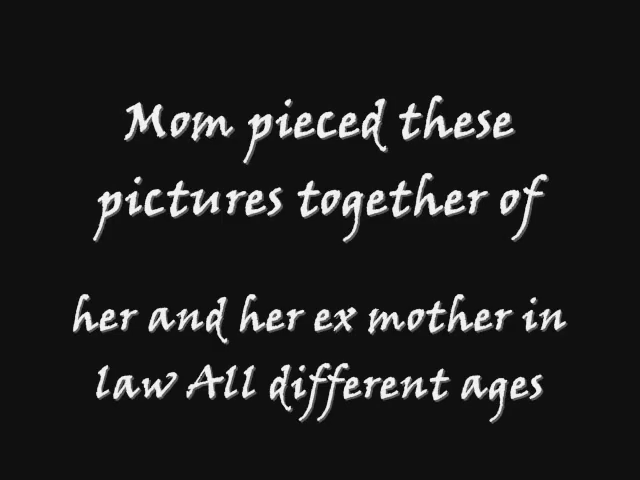 Mom pieced these
pictures together of
her and her ex mother in
law All different ages